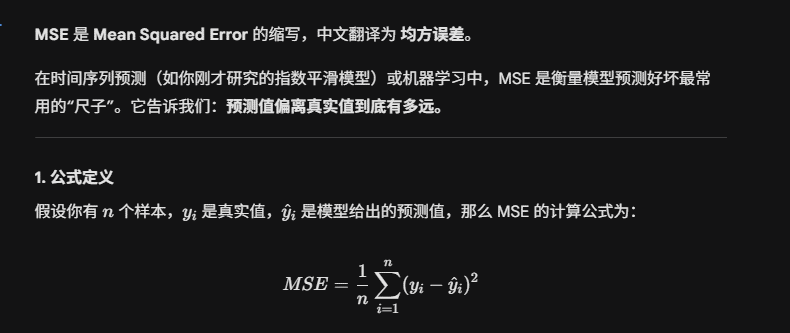 MSE 是 Mean Squared Error 的缩写，中文翻译为 均方误差。
在时间序列预测（如你刚才研究的指数平滑模型）或机器学习中，MSE 是衡量模型预测好坏最常
用的“尺子”。它告诉我们：预测值偏离真实值到底有多远。
1. 公式定义
假设你有 n 个样本，yᵢ 是真实值，ŷᵢ 是模型给出的预测值，那么 MSE 的计算公式为：
MSE = \frac{1}{n} \sum_{i=1}^{n} (y_i - \hat{y}_i)^2